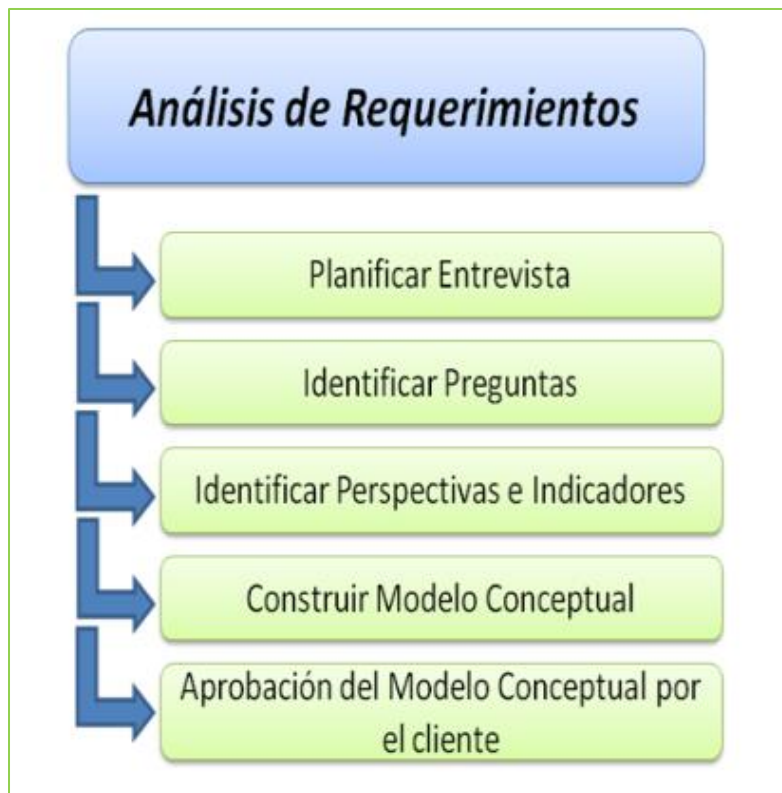 Análisis de Requerimientos
Planificar Entrevista
Identificar Preguntas
Identificar Perspectivas e Indicadores
Construir Modelo Conceptual
Aprobación del Modelo Conceptual por
el cliente